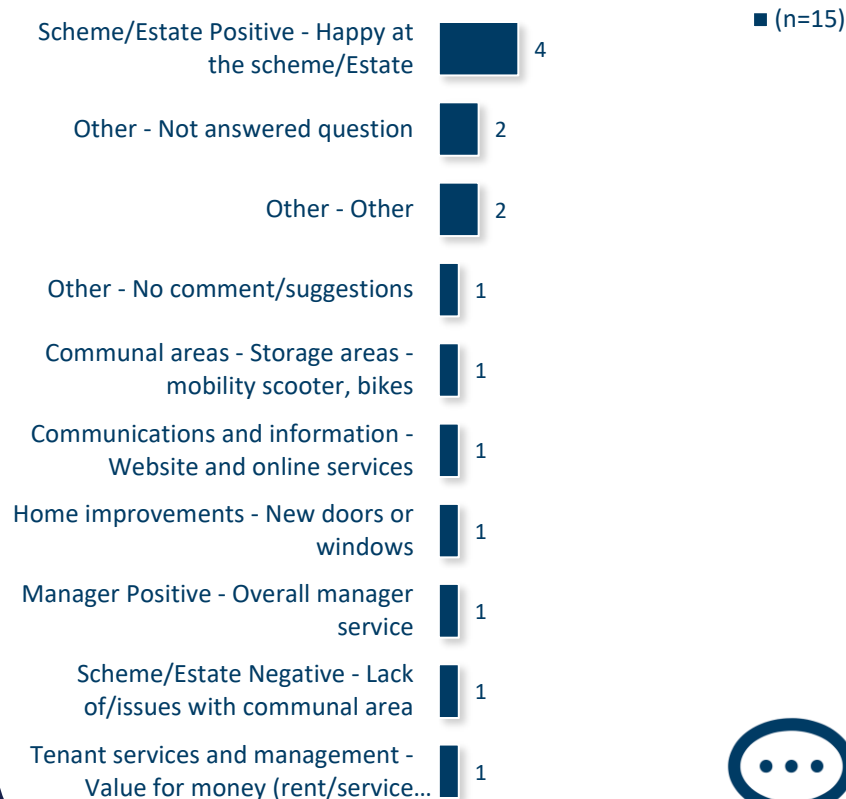 (n=15)
Scheme/Estate Positive - Happy at
the scheme/Estate
4
Other - Not answered question
2
Other - Other
2
Other - No comment/suggestions
1
Communal areas - Storage areas -
mobility scooter, bikes
1
Communications and information -
Website and online services
1
Home improvements - New doors or
windows
1
Manager Positive - Overall manager
service
1
Scheme/Estate Negative - Lack
of/issues with communal area
1
Tenant services and management -
Value for money (rent/service...
1